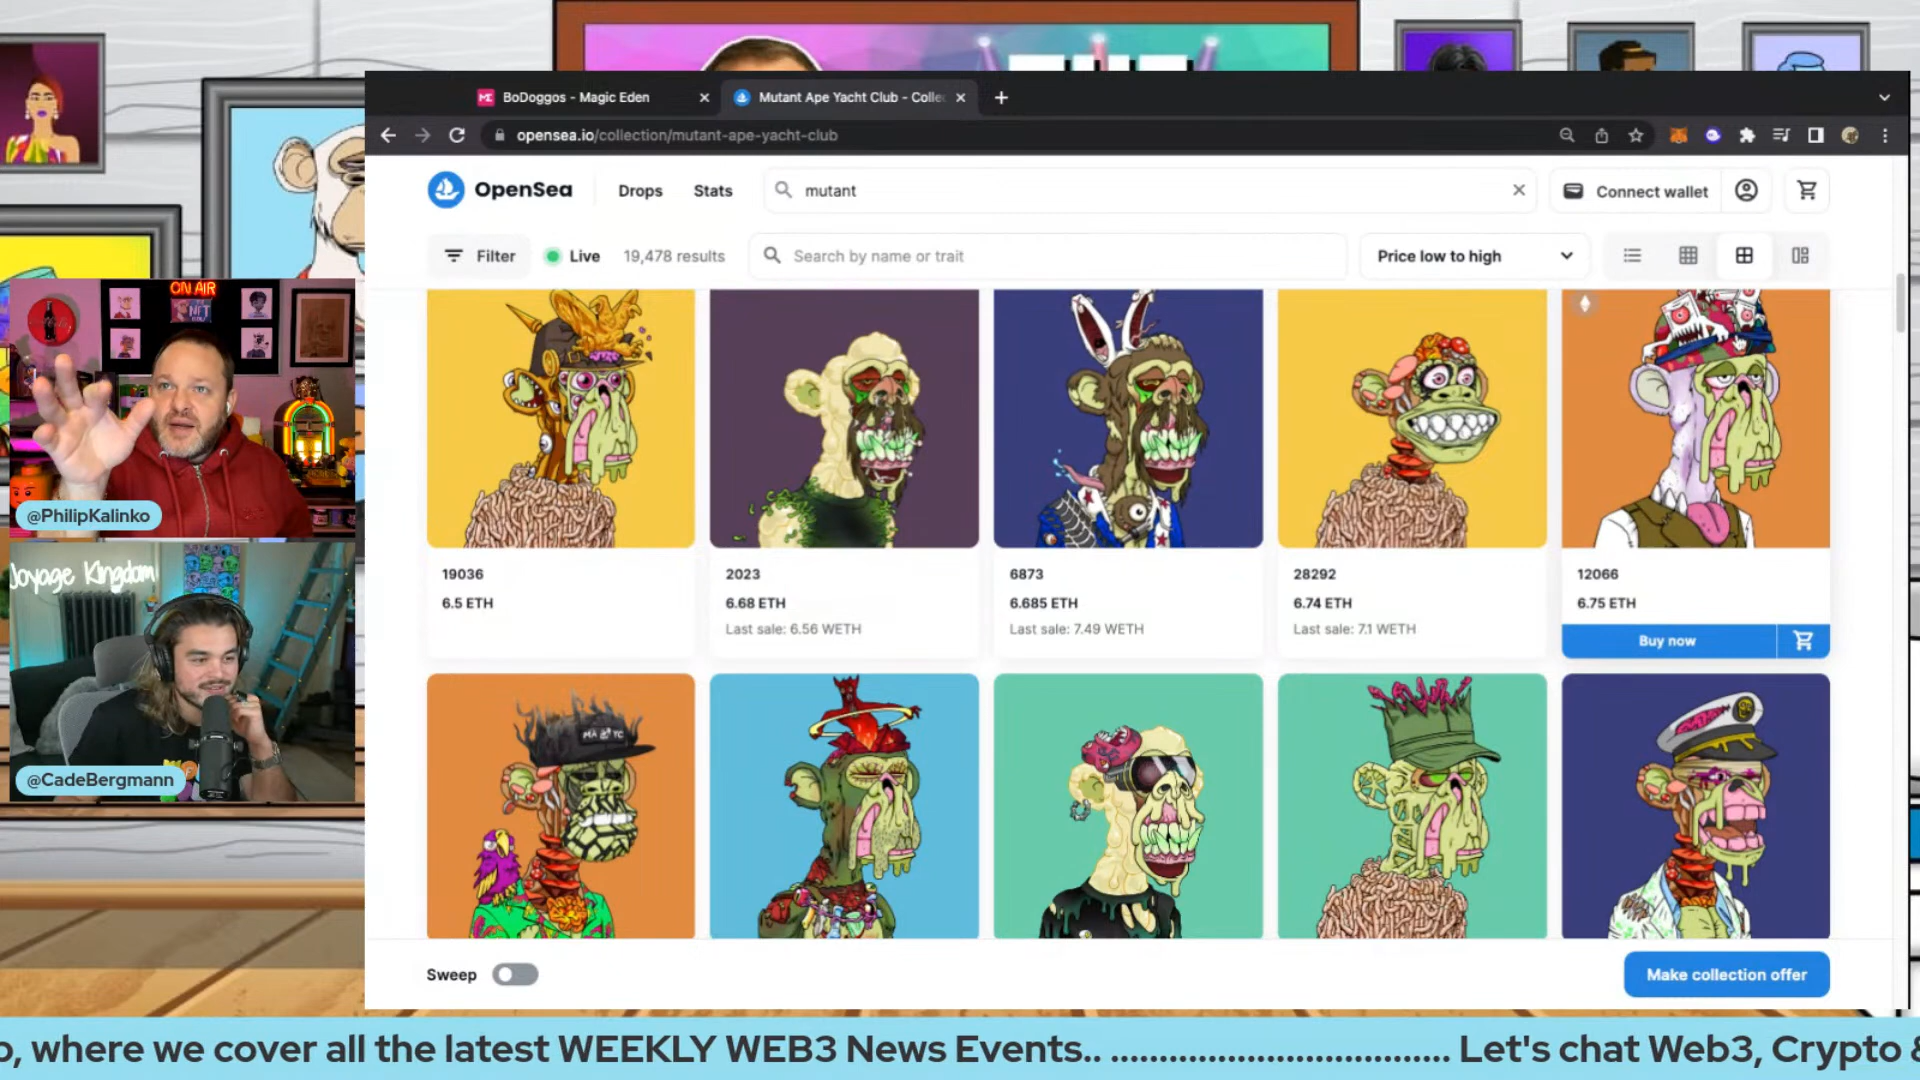 BoDoggos - Magic Eden
Mutant Ape Yacht Club - Colle
opensea.io/collection/mutant-ape-yacht-club
OpenSea
Drops
Stats
mutant
Connect wallet
Filter
Live
19,478 results
Search by name or trait
Price low to high
ON AIR
NFT
@PhilipKalinko
19036
6.5 ETH
2023
6.68 ETH
Last sale: 6.56 WETH
6873
6.685 ETH
Last sale: 7.49 WETH
28292
6.74 ETH
Last sale: 7.1 WETH
12066
6.75 ETH
Buy now
Joyage Kingdom
@CadeBergmann
Sweep
Make collection offer
o, where we cover all the latest WEEKLY WEB3 News Events.. .................................. Let's chat Web3, Crypto &